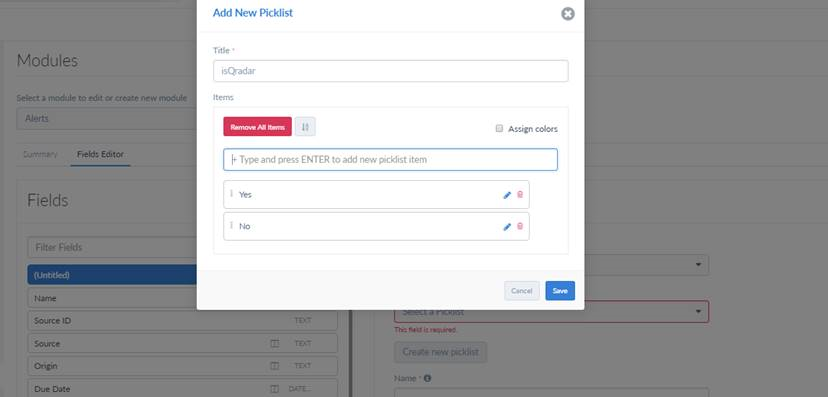 Add New Picklist
Title *
isQradar
Items
Remove All Items
Assign colors
+ Type and press ENTER to add new picklist item
Yes
No
Cancel
Save
Modules
Select a module to edit or create new module
Alerts
Summary
Fields Editor
Fields
Filter Fields
(Untitled)
Name
Source ID TEXT
Source TEXT
Origin TEXT
Due Date DATE...
Select a Picklist
This field is required.
Create new picklist
Name *